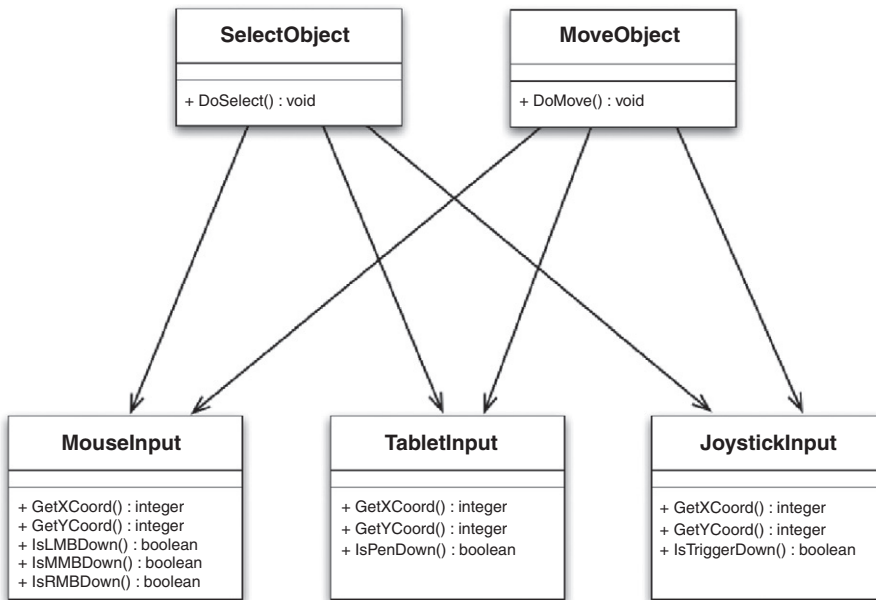 SelectObject
+ DoSelect() : void
MoveObject
+ DoMove() : void
MouseInput
+ GetXCoord() : integer
+ GetYCoord() : integer
+ IsLMBDown() : boolean
+ IsMMBDown() : boolean
+ IsRMBDown() : boolean
TabletInput
+ GetXCoord() : integer
+ GetYCoord() : integer
+ IsPenDown() : boolean
JoystickInput
+ GetXCoord() : integer
+ GetYCoord() : integer
+ IsTriggerDown() : boolean